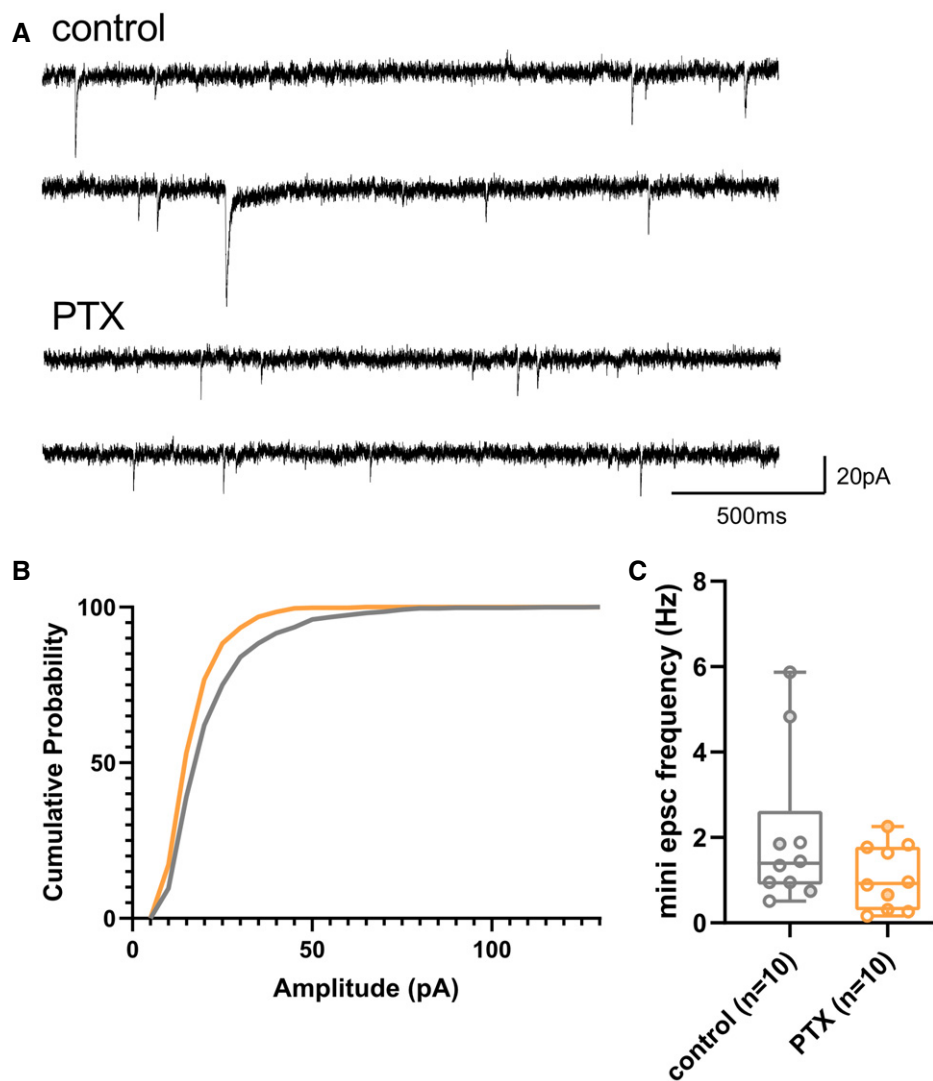 A control
PTX
20pA
500ms
B
100
50
0
Cumulative Probability
0 50 100
Amplitude (pA)
C
8
6
4
2
0
mini epsc frequency (Hz)
control (n=10)
PTX (n=10)